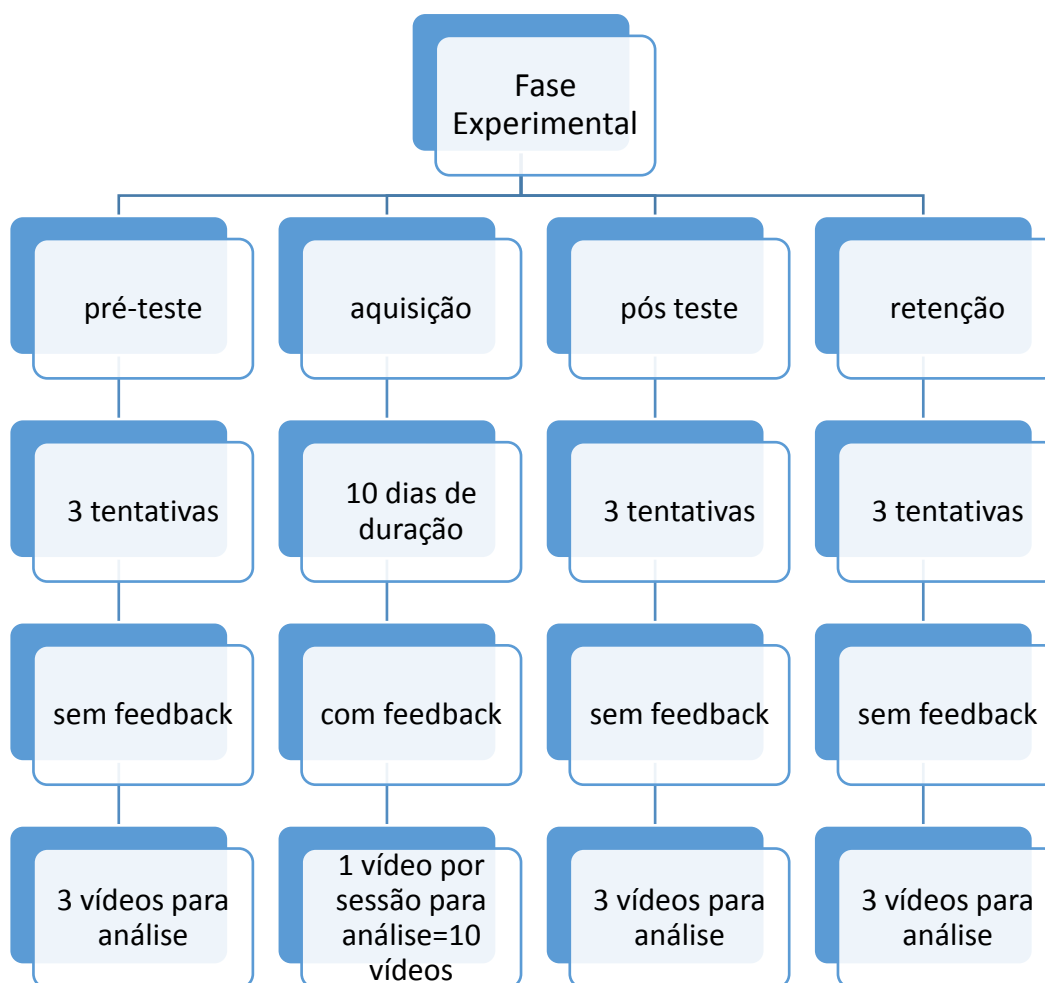 Fase
Experimental
pré-teste
aquisição
pós teste
retenção
3 tentativas
10 dias de
duração
3 tentativas
3 tentativas
sem feedback
com feedback
sem feedback
sem feedback
3 vídeos para
análise
1 vídeo por
sessão para
análise=10
vídeos
3 vídeos para
análise
3 vídeos para
análise